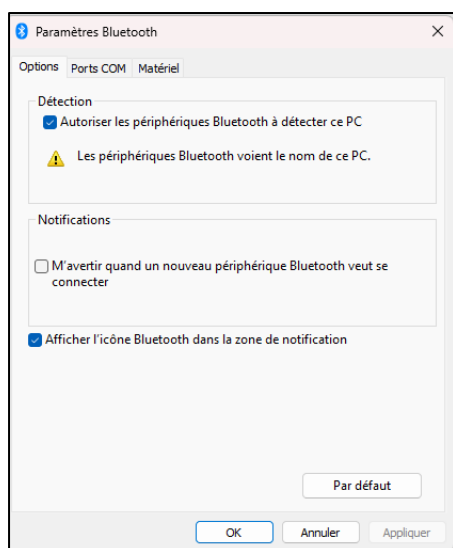 Paramètres Bluetooth
Options Ports COM Matériel
Détection
Autoriser les périphériques Bluetooth à détecter ce PC
Les périphériques Bluetooth voient le nom de ce PC.
Notifications
M'avertir quand un nouveau périphérique Bluetooth veut se
connecter
Afficher l'icône Bluetooth dans la zone de notification
Par défaut
OK Annuler Appliquer